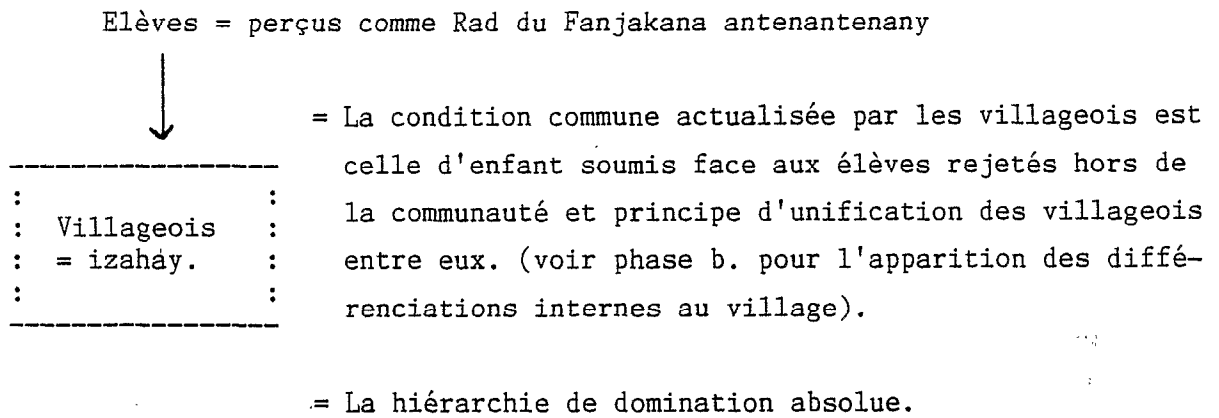 Elèves = perçus comme Rad du Fanjakana antenantenany
= La condition commune actualisée par les villageois est
celle d'enfant soumis face aux élèves rejetés hors de
la communauté et principe d'unification des villageois
entre eux. (voir phase b. pour l'apparition des diffé-
renciations internes au village).
Villageois
= izaháy.
= La hiérarchie de domination absolue.